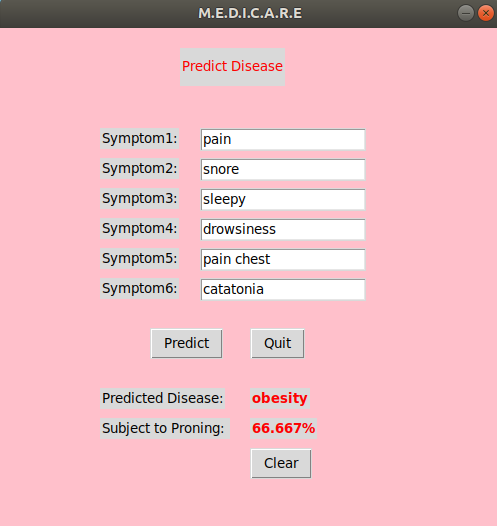 M.E.D.I.C.A.R.E
Predict Disease
Symptom1: pain
Symptom2: snore
Symptom3: sleepy
Symptom4: drowsiness
Symptom5: pain chest
Symptom6: catatonia
Predict Quit
Predicted Disease: obesity
Subject to Proning: 66.667%
Clear